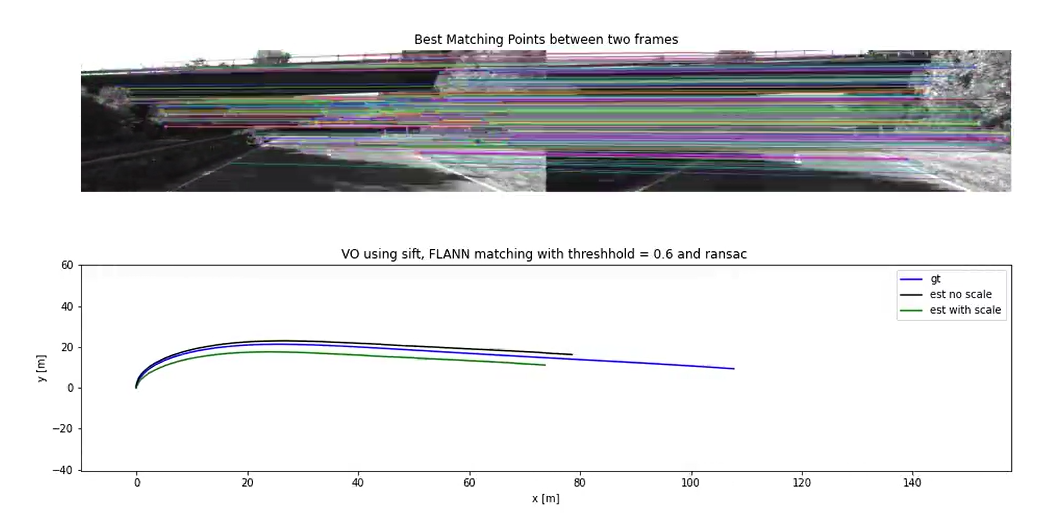 Best Matching Points between two frames
VO using sift, FLANN matching with threshhold = 0.6 and ransac
60
40
20
0
−20
−40
y [m]
gt
est no scale
est with scale
0 20 40 60 80 100 120 140
x [m]